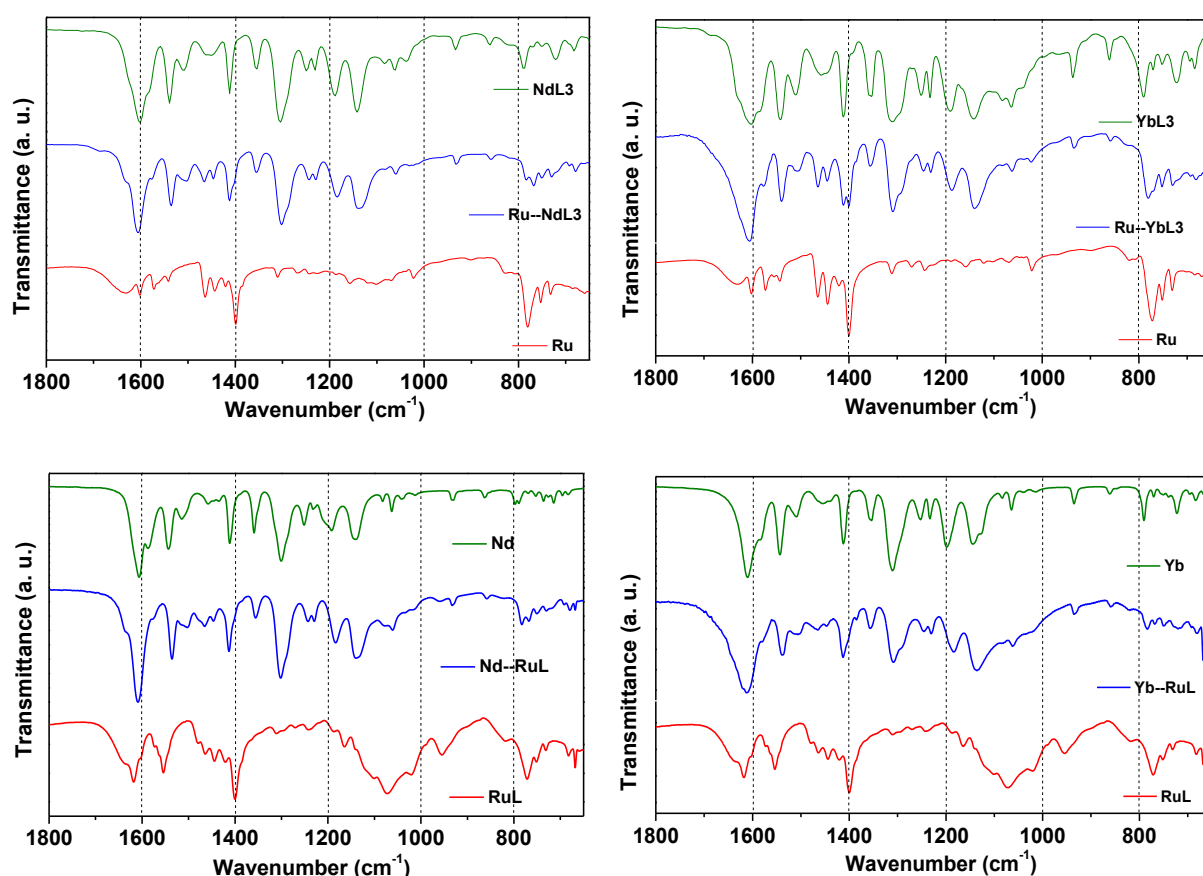 Transmittance (a. u.)
NdL3
Ru--NdL3
Ru
1800 1600 1400 1200 1000 800
Wavenumber (cm⁻¹)
Transmittance (a. u.)
YbL3
Ru--YbL3
Ru
1800 1600 1400 1200 1000 800
Wavenumber (cm⁻¹)
Transmittance (a. u.)
Nd
Nd--RuL
RuL
1800 1600 1400 1200 1000 800
Wavenumber (cm⁻¹)
Transmittance (a. u.)
Yb
Yb--RuL
RuL
1800 1600 1400 1200 1000 800
Wavenumber (cm⁻¹)